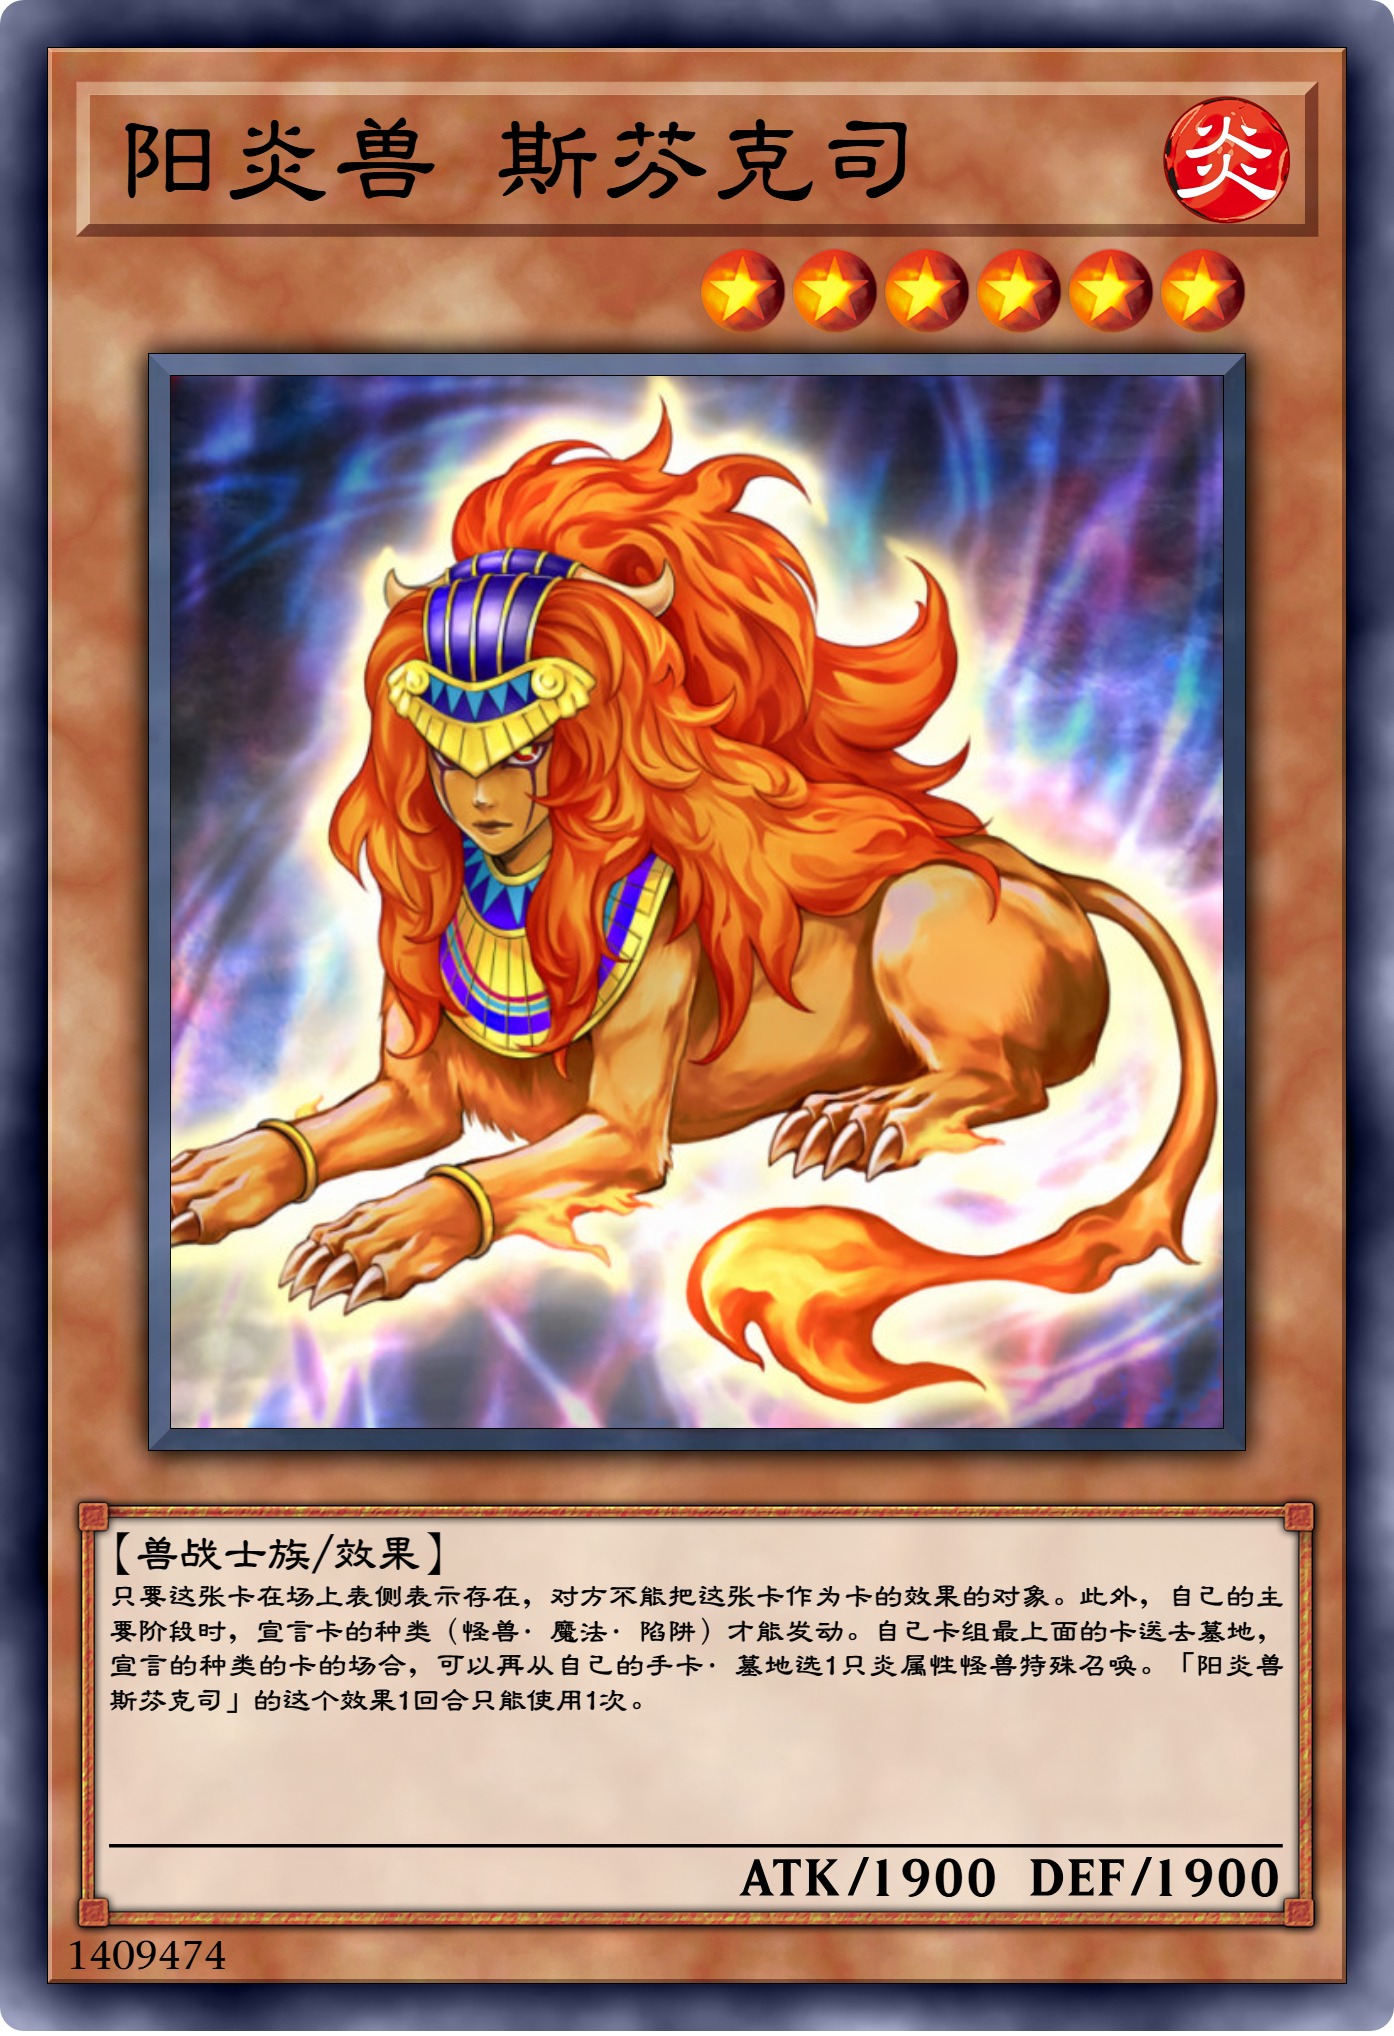 阳炎兽 斯芬克司
炎
【兽战士族/效果】
只要这张卡在场上表侧表示存在，对方不能把这张卡作为卡的效果的对象。此外，自己的主
要阶段时，宣言卡的种类（怪兽·魔法·陷阱）才能发动。自己卡组最上面的卡送去墓地，
宣言的种类的卡的场合，可以再从自己的手卡·墓地选1只炎属性怪兽特殊召唤。「阳炎兽
斯芬克司」的这个效果1回合只能使用1次。
ATK/1900 DEF/1900
1409474